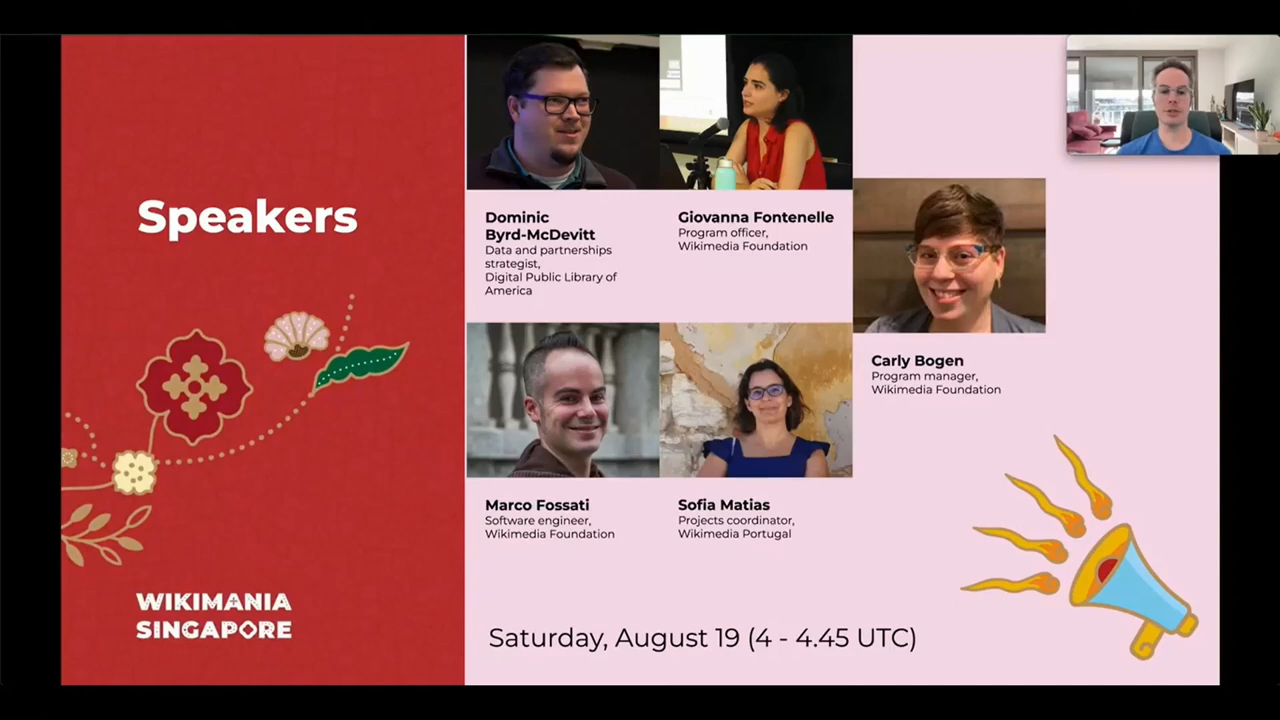 Speakers
WIKIMANIA
SINGAPORE
Dominic
Byrd-McDevitt
Data and partnerships
strategist,
Digital Public Library of
America
Giovanna Fontenelle
Program officer,
Wikimedia Foundation
Carly Bogen
Program manager,
Wikimedia Foundation
Marco Fossati
Software engineer,
Wikimedia Foundation
Sofia Matias
Projects coordinator,
Wikimedia Portugal
Saturday, August 19 (4 - 4.45 UTC)